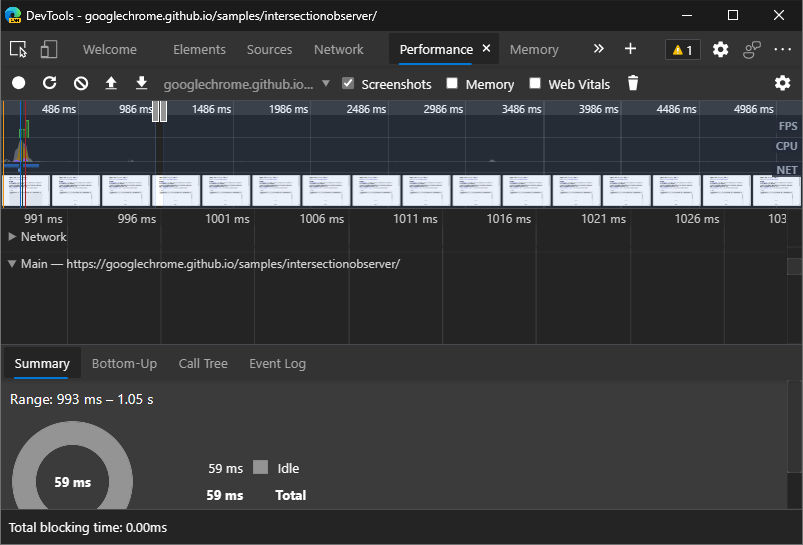 DevTools - googlechrome.github.io/samples/intersectionobserver/
Welcome Elements Sources Network Performance Memory 1
googlechrome.github.io... Screenshots Memory Web Vitals
486 ms 986 ms 1486 ms 1986 ms 2486 ms 2986 ms 3486 ms 3986 ms 4486 ms 4986 ms
FPS
CPU
NET
991 ms 996 ms 1001 ms 1006 ms 1011 ms 1016 ms 1021 ms 1026 ms 103
Network
Main — https://googlechrome.github.io/samples/intersectionobserver/
Summary Bottom-Up Call Tree Event Log
Range: 993 ms – 1.05 s
59 ms Idle
59 ms
59 ms Total
Total blocking time: 0.00ms